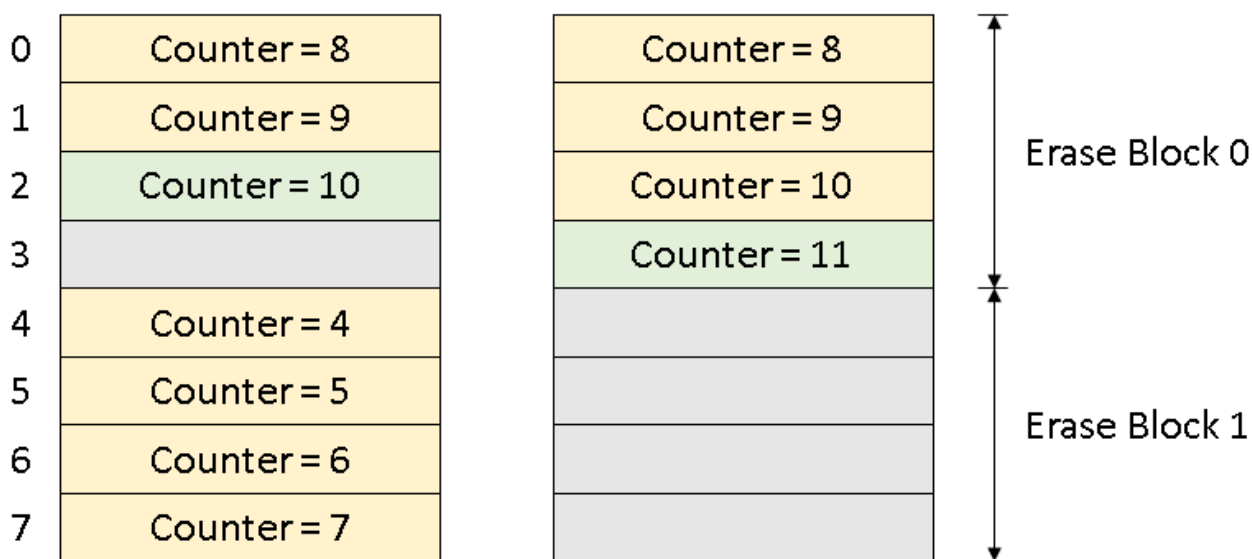 0 Counter = 8 Counter = 8
1 Counter = 9 Counter = 9
Erase Block 0
2 Counter = 10 Counter = 10
3 Counter = 11
4 Counter = 4
5 Counter = 5
Erase Block 1
6 Counter = 6
7 Counter = 7